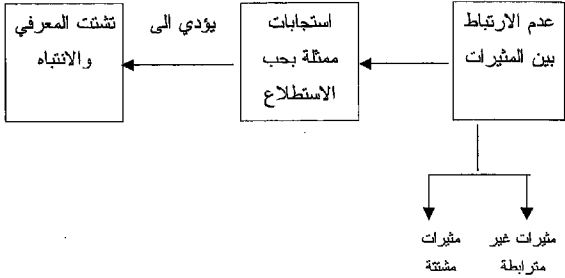 عدم الارتباط
بين المثيرات
استجابات
ممثلة بحب
الاستطلاع
يؤدي الى
تشتت المعرفي
والانتباه
مثيرات غير
مترابطة
مثيرات
مشتتة